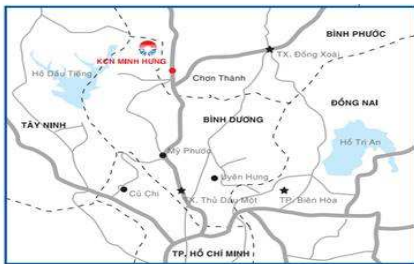 BÌNH PHƯỚC
TX. Đồng Xoài
KCN MINH HƯNG
Hồ Dầu Tiếng
Chơn Thành
ĐỒNG NAI
TÂY NINH
BÌNH DƯƠNG
Hồ Trị An
Mỹ Phước
Uyên Hưng
Củ Chi
TX. Thủ Dầu Một
TP. Biên Hòa
TP. HỒ CHÍ MINH